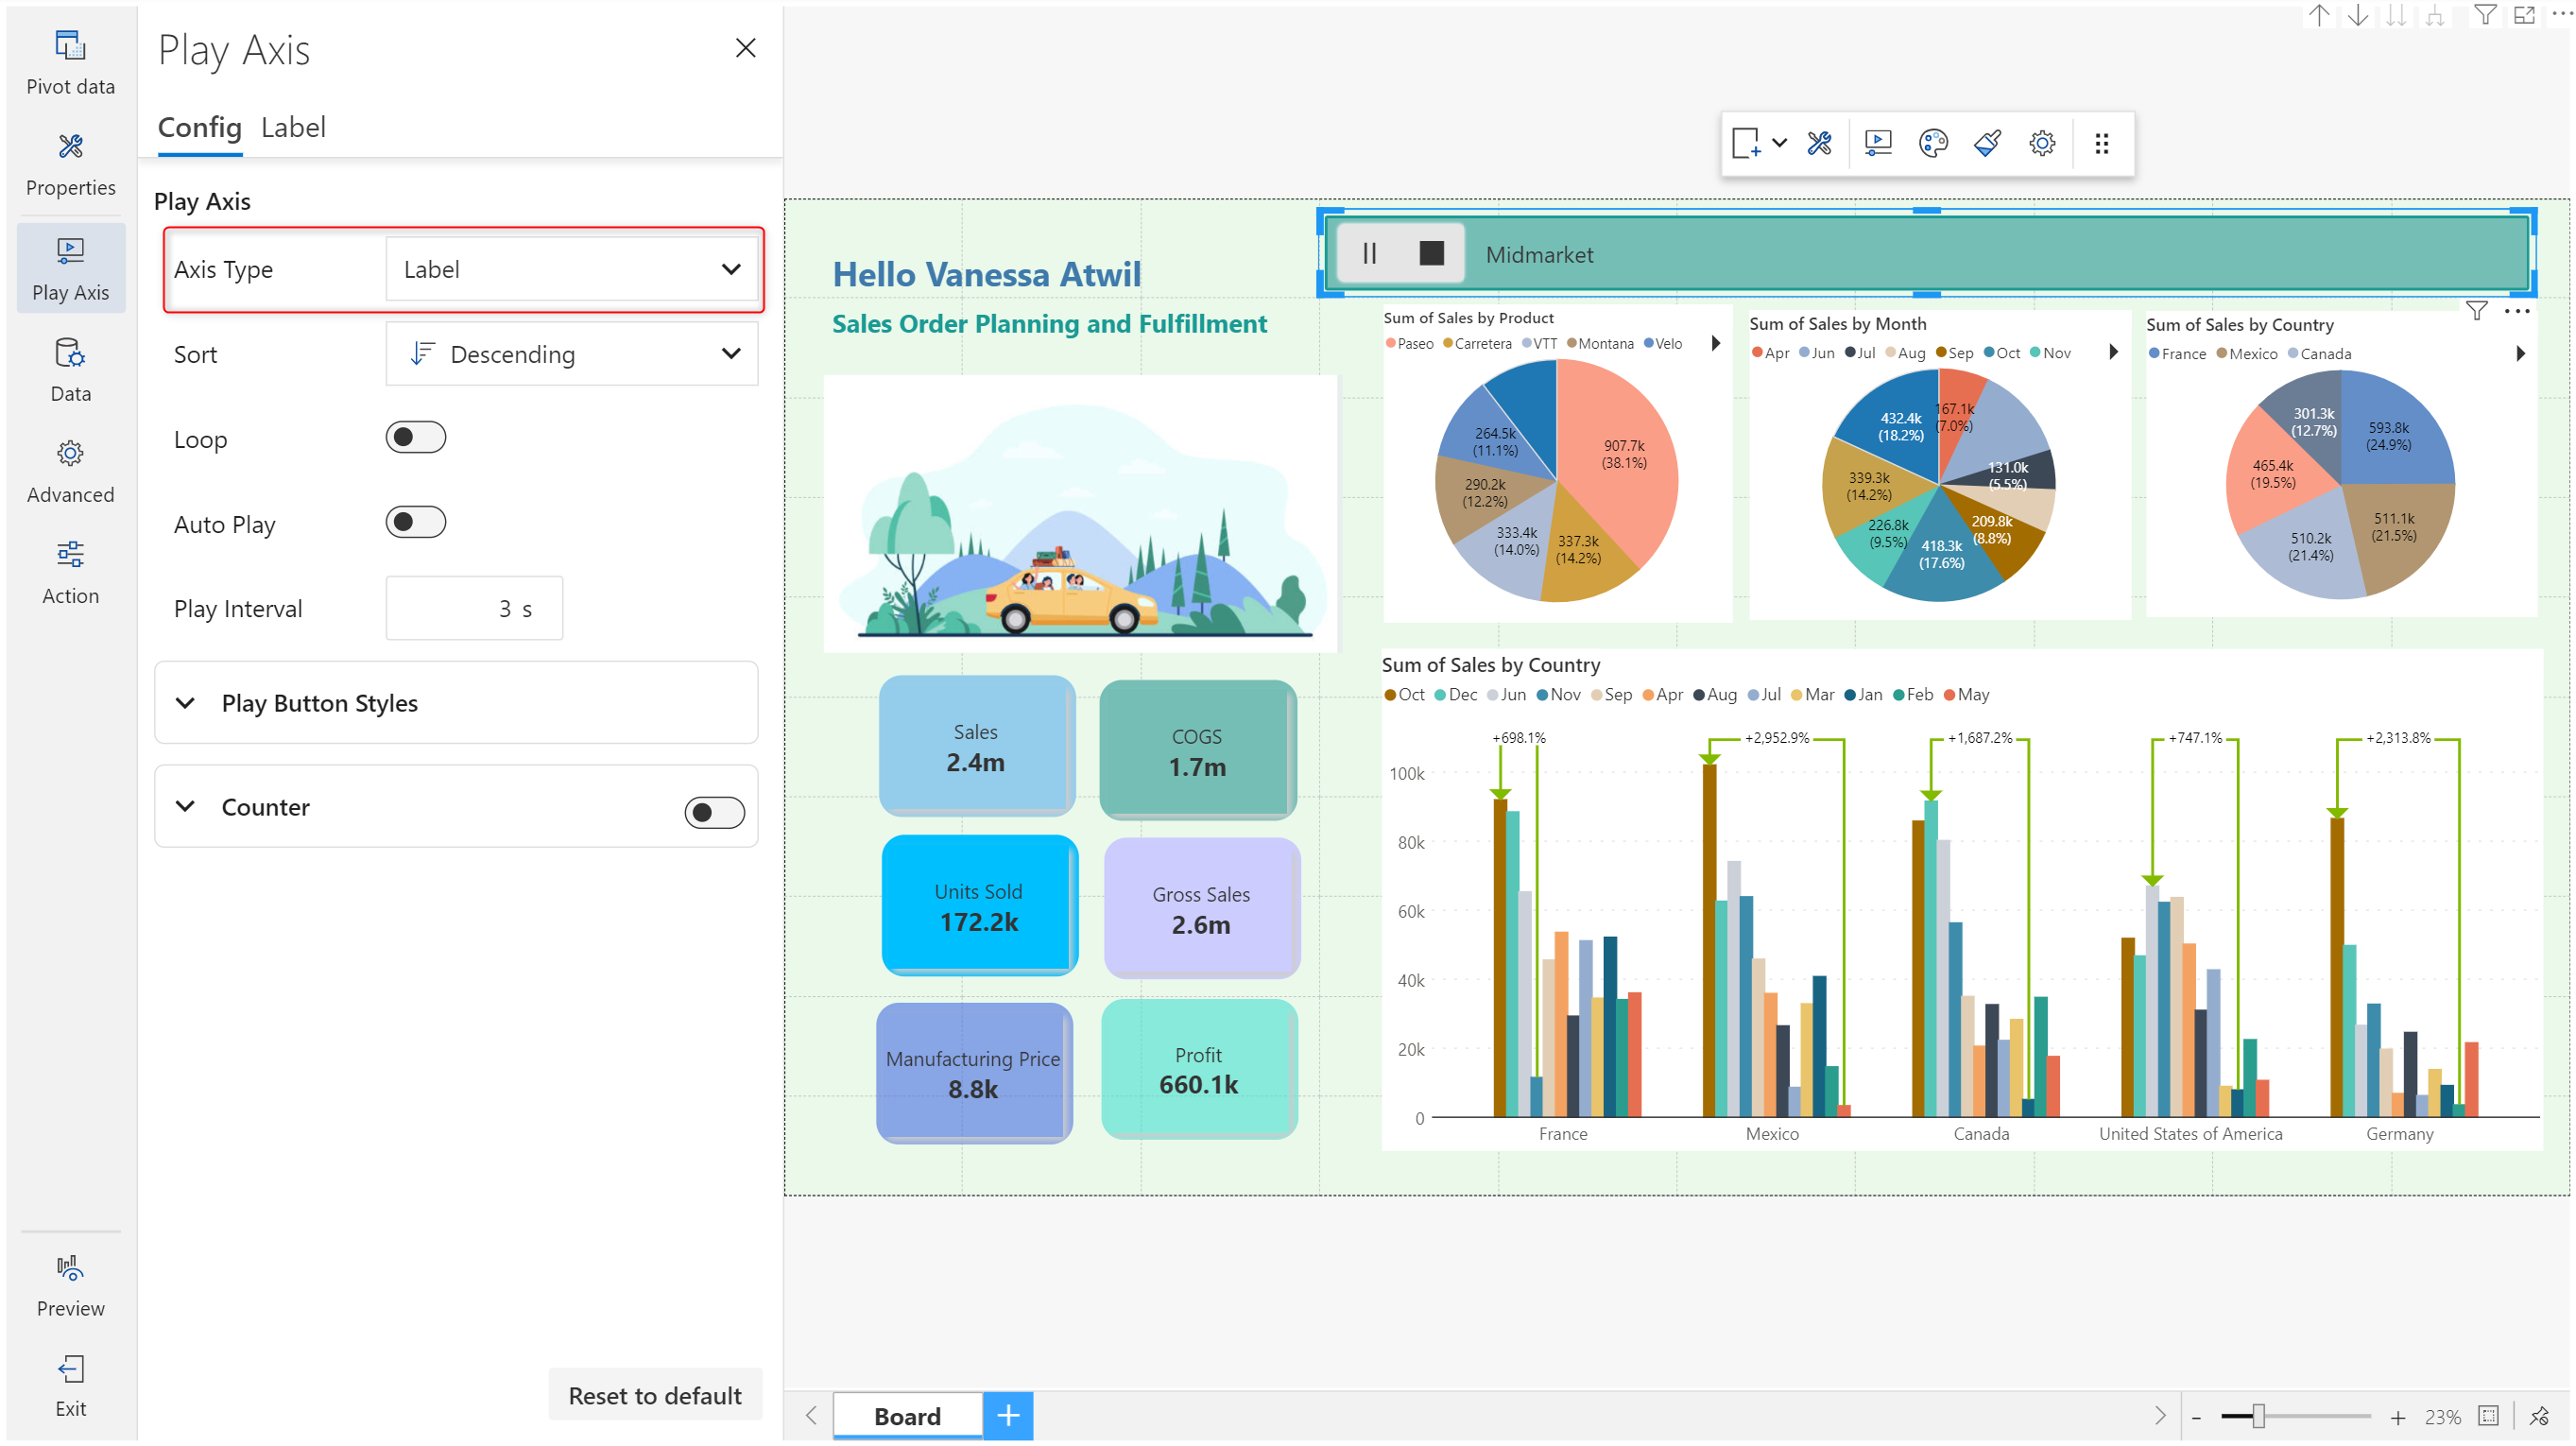 Pivot data
Properties
Play Axis
Data
Advanced
Action
Preview
Exit
Play Axis
Config Label
Play Axis
Axis Type Label
Sort Descending
Loop
Auto Play
Play Interval 3 s
Play Button Styles
Counter
Reset to default
Midmarket
Hello Vanessa Atwil
Sales Order Planning and Fulfillment
Sum of Sales by Product
Paseo Carretera VTT Montana Velo
907.7k
(38.1%)
337.3k
(14.2%)
333.4k
(14.0%)
290.2k
(12.2%)
264.5k
(11.1%)
Sum of Sales by Month
Apr Jun Jul Aug Sep Oct Nov
167.1k
(7.0%)
131.0k
(5.5%)
209.8k
(8.8%)
418.3k
(17.6%)
226.8k
(9.5%)
339.3k
(14.2%)
432.4k
(18.2%)
Sum of Sales by Country
France Mexico Canada
593.8k
(24.9%)
511.1k
(21.5%)
510.2k
(21.4%)
465.4k
(19.5%)
301.3k
(12.7%)
Sales
2.4m
COGS
1.7m
Units Sold
172.2k
Gross Sales
2.6m
Manufacturing Price
8.8k
Profit
660.1k
Sum of Sales by Country
Oct Dec Jun Nov Sep Apr Aug Jul Mar Jan Feb May
+698.1% +2,952.9% +1,687.2% +747.1% +2,313.8%
100k
80k
60k
40k
20k
0
France Mexico Canada United States of America Germany
Board
- + 23%